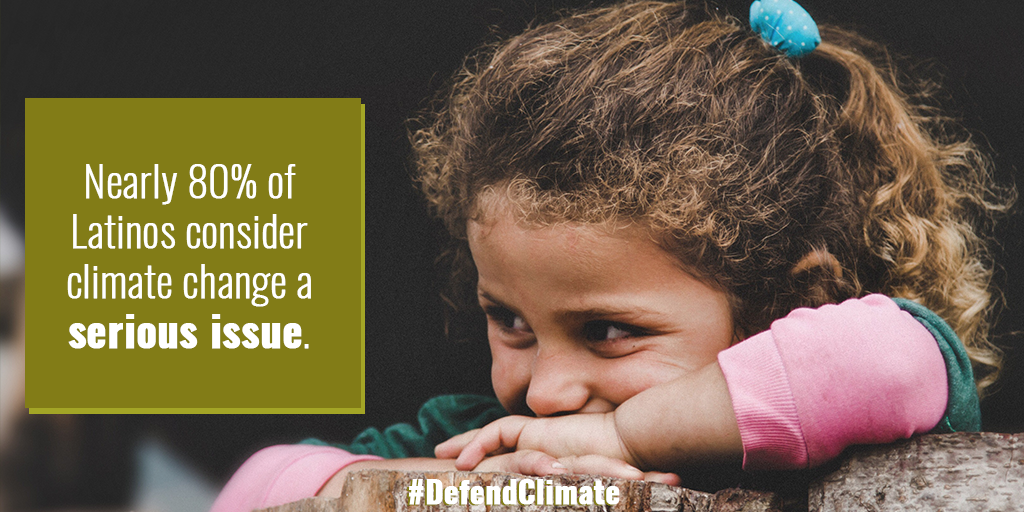 Nearly 80% of
Latinos consider
climate change a
serious issue.
#DefendClimate